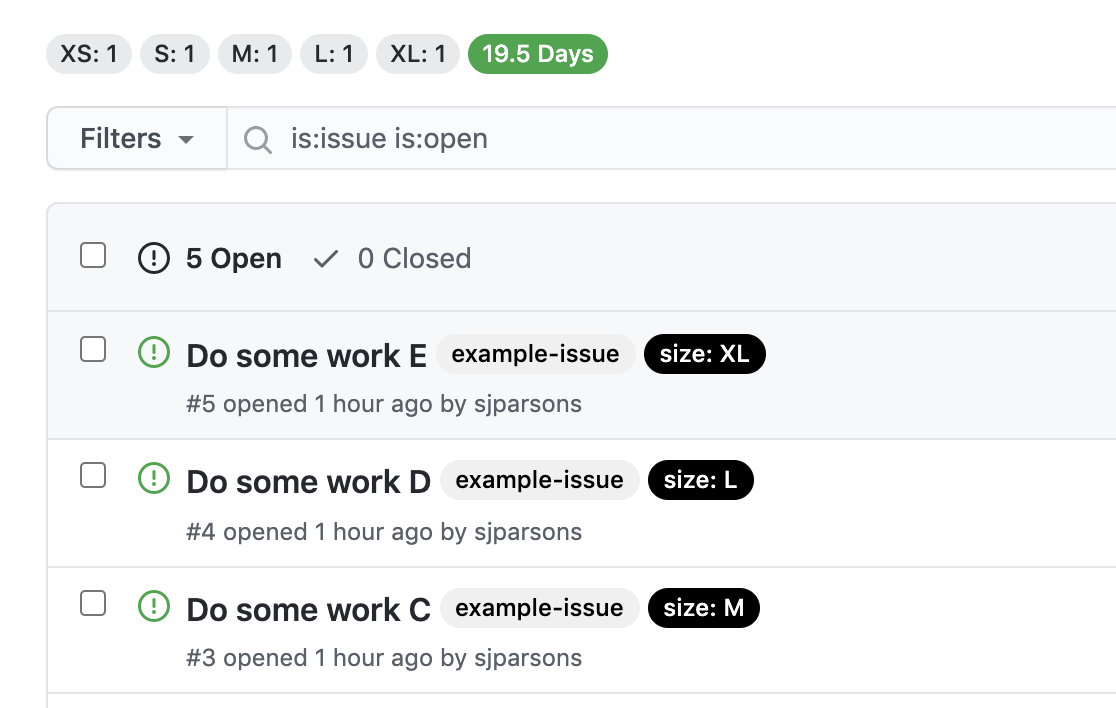 XS: 1 S: 1 M: 1 L: 1 XL: 1 19.5 Days
Filters is:issue is:open
5 Open 0 Closed
Do some work E example-issue size: XL
#5 opened 1 hour ago by sjparsons
Do some work D example-issue size: L
#4 opened 1 hour ago by sjparsons
Do some work C example-issue size: M
#3 opened 1 hour ago by sjparsons